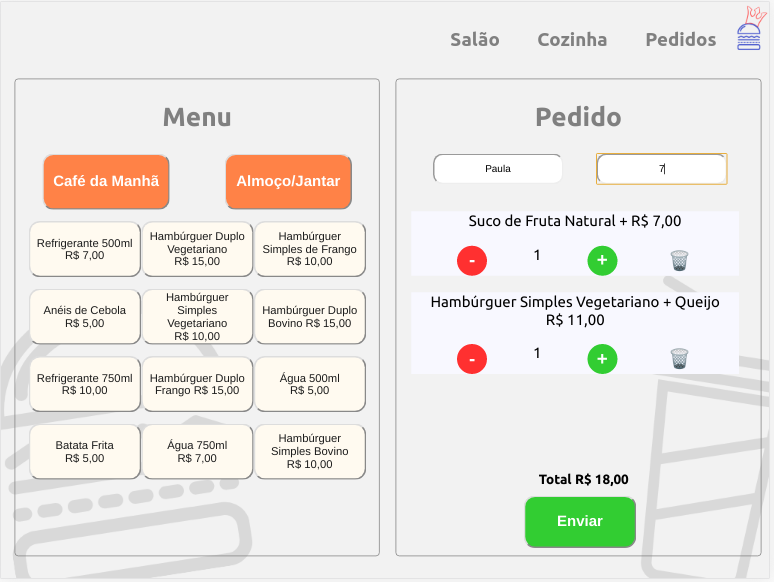 Salão Cozinha Pedidos
Menu
Café da Manhã Almoço/Jantar
Refrigerante 500ml
R$ 7,00
Hambúrguer Duplo
Vegetariano
R$ 15,00
Hambúrguer
Simples de Frango
R$ 10,00
Anéis de Cebola
R$ 5,00
Hambúrguer
Simples
Vegetariano
R$ 10,00
Hambúrguer Duplo
Bovino R$ 15,00
Refrigerante 750ml
R$ 10,00
Hambúrguer Duplo
Frango R$ 15,00
Água 500ml
R$ 5,00
Batata Frita
R$ 5,00
Água 750ml
R$ 7,00
Hambúrguer
Simples Bovino
R$ 10,00
Pedido
Paula 7
Suco de Fruta Natural + R$ 7,00
- 1 +
Hambúrguer Simples Vegetariano + Queijo
R$ 11,00
- 1 +
Total R$ 18,00
Enviar